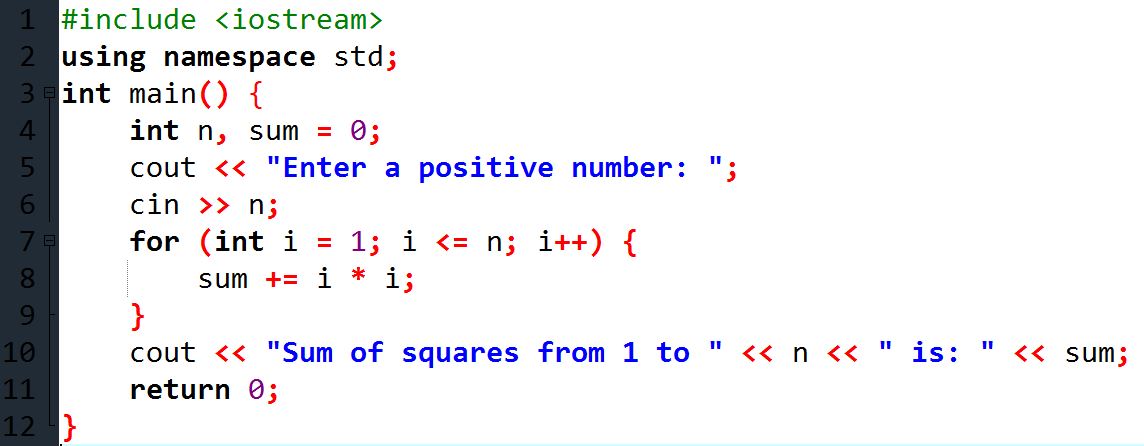 1 #include <iostream>
2 using namespace std;
3 int main() {
4     int n, sum = 0;
5     cout << "Enter a positive number: ";
6     cin >> n;
7     for (int i = 1; i <= n; i++) {
8         sum += i * i;
9     }
10     cout << "Sum of squares from 1 to " << n << " is: " << sum;
11     return 0;
12 }